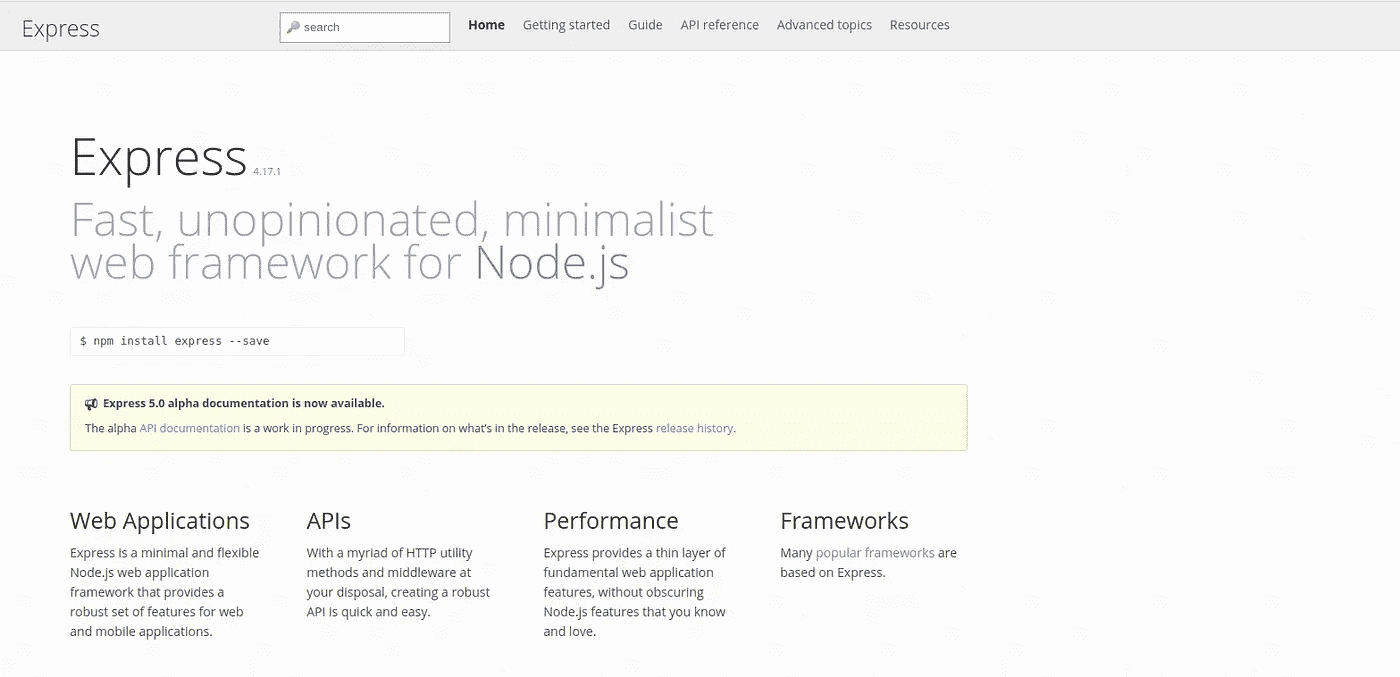 Express
search
Home Getting started Guide API reference Advanced topics Resources
Express 4.17.1
Fast, unopinionated, minimalist
web framework for Node.js
$ npm install express --save
Express 5.0 alpha documentation is now available.
The alpha API documentation is a work in progress. For information on what's in the release, see the Express release history.
Web Applications
Express is a minimal and flexible
Node.js web application
framework that provides a
robust set of features for web
and mobile applications.
APIs
With a myriad of HTTP utility
methods and middleware at
your disposal, creating a robust
API is quick and easy.
Performance
Express provides a thin layer of
fundamental web application
features, without obscuring
Node.js features that you know
and love.
Frameworks
Many popular frameworks are
based on Express.